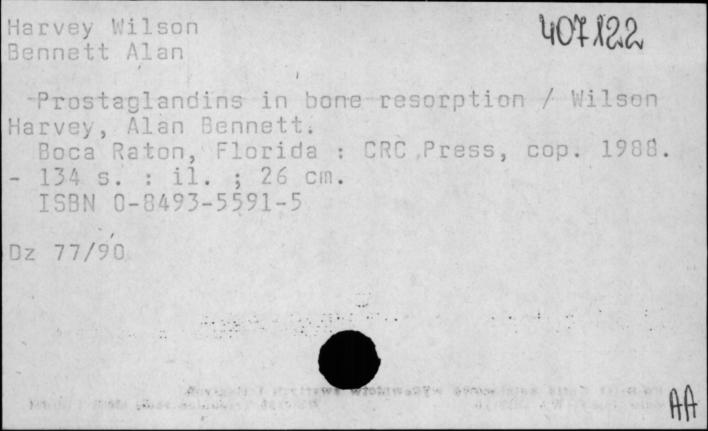 Harvey Wilson
407122
Bennett Alan
Prostaglandins in bone resorption / Wilson
Harvey, Alan Bennett.
Boca Raton, Florida : CRC Press, cop. 1988.
- 134 s. : il. ; 26 cm.
ISBN 0-8493-5591-5
Dz 77/90
AA